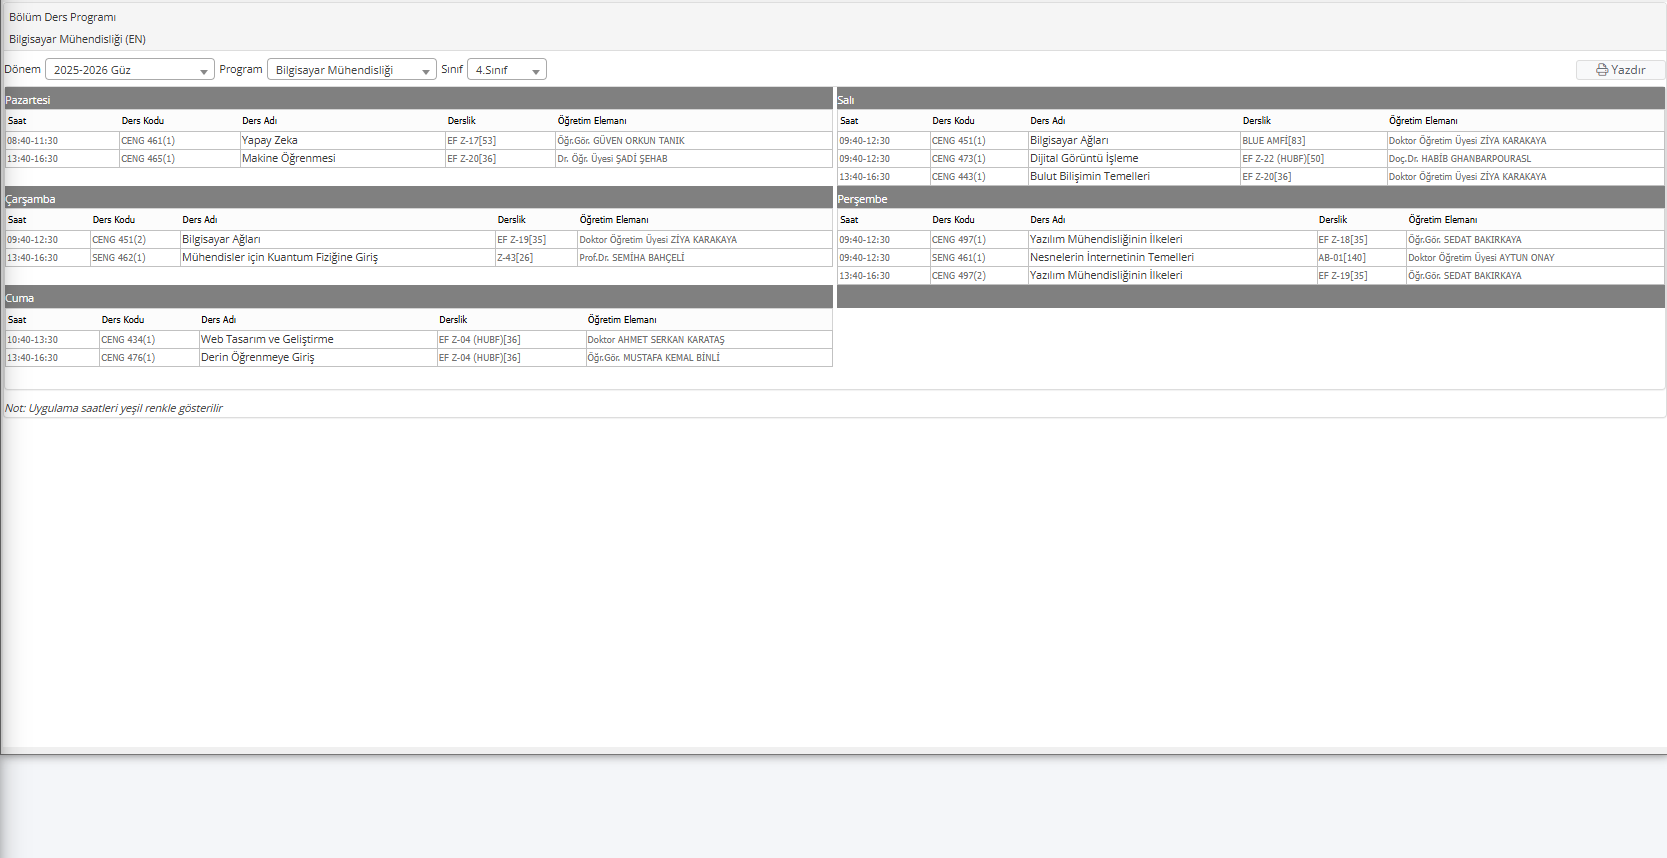 Bölüm Ders Programı
Bilgisayar Mühendisliği (EN)
Dönem 2025-2026 Güz Program Bilgisayar Mühendisliği Sınıf 4.Sınıf Yazdır
Pazartesi
Saat Ders Kodu Ders Adı Derslik Öğretim Elemanı
08:40-11:30 CENG 461(1) Yapay Zeka EF Z-17[53] Öğr.Gör. GÜVEN ORKUN TANIK
13:40-16:30 CENG 465(1) Makine Öğrenmesi EF Z-20[36] Dr. Öğr. Üyesi ŞADİ ŞEHAB
Salı
Saat Ders Kodu Ders Adı Derslik Öğretim Elemanı
09:40-12:30 CENG 451(1) Bilgisayar Ağları BLUE AMFİ[83] Doktor Öğretim Üyesi ZİYA KARAKAYA
09:40-12:30 CENG 473(1) Dijital Görüntü İşleme EF Z-22 (HUBF)[50] Doç.Dr. HABİB GHANBARPOURASL
13:40-16:30 CENG 443(1) Bulut Bilişimin Temelleri EF Z-20[36] Doktor Öğretim Üyesi ZİYA KARAKAYA
Çarşamba
Saat Ders Kodu Ders Adı Derslik Öğretim Elemanı
09:40-12:30 CENG 451(2) Bilgisayar Ağları EF Z-19[35] Doktor Öğretim Üyesi ZİYA KARAKAYA
13:40-16:30 SENG 462(1) Mühendisler için Kuantum Fiziğine Giriş Z-43[26] Prof.Dr. SEMİHA BAHÇELİ
Perşembe
Saat Ders Kodu Ders Adı Derslik Öğretim Elemanı
09:40-12:30 CENG 497(1) Yazılım Mühendisliğinin İlkeleri EF Z-18[35] Öğr.Gör. SEDAT BAKIRKAYA
09:40-12:30 SENG 461(1) Nesnelerin İnternetinin Temelleri AB-01[140] Doktor Öğretim Üyesi AYTUN ONAY
13:40-16:30 CENG 497(2) Yazılım Mühendisliğinin İlkeleri EF Z-19[35] Öğr.Gör. SEDAT BAKIRKAYA
Cuma
Saat Ders Kodu Ders Adı Derslik Öğretim Elemanı
10:40-13:30 CENG 434(1) Web Tasarım ve Geliştirme EF Z-04 (HUBF)[36] Doktor AHMET SERKAN KARATAŞ
13:40-16:30 CENG 476(1) Derin Öğrenmeye Giriş EF Z-04 (HUBF)[36] Öğr.Gör. MUSTAFA KEMAL BİNLİ
Not: Uygulama saatleri yeşil renkle gösterilir